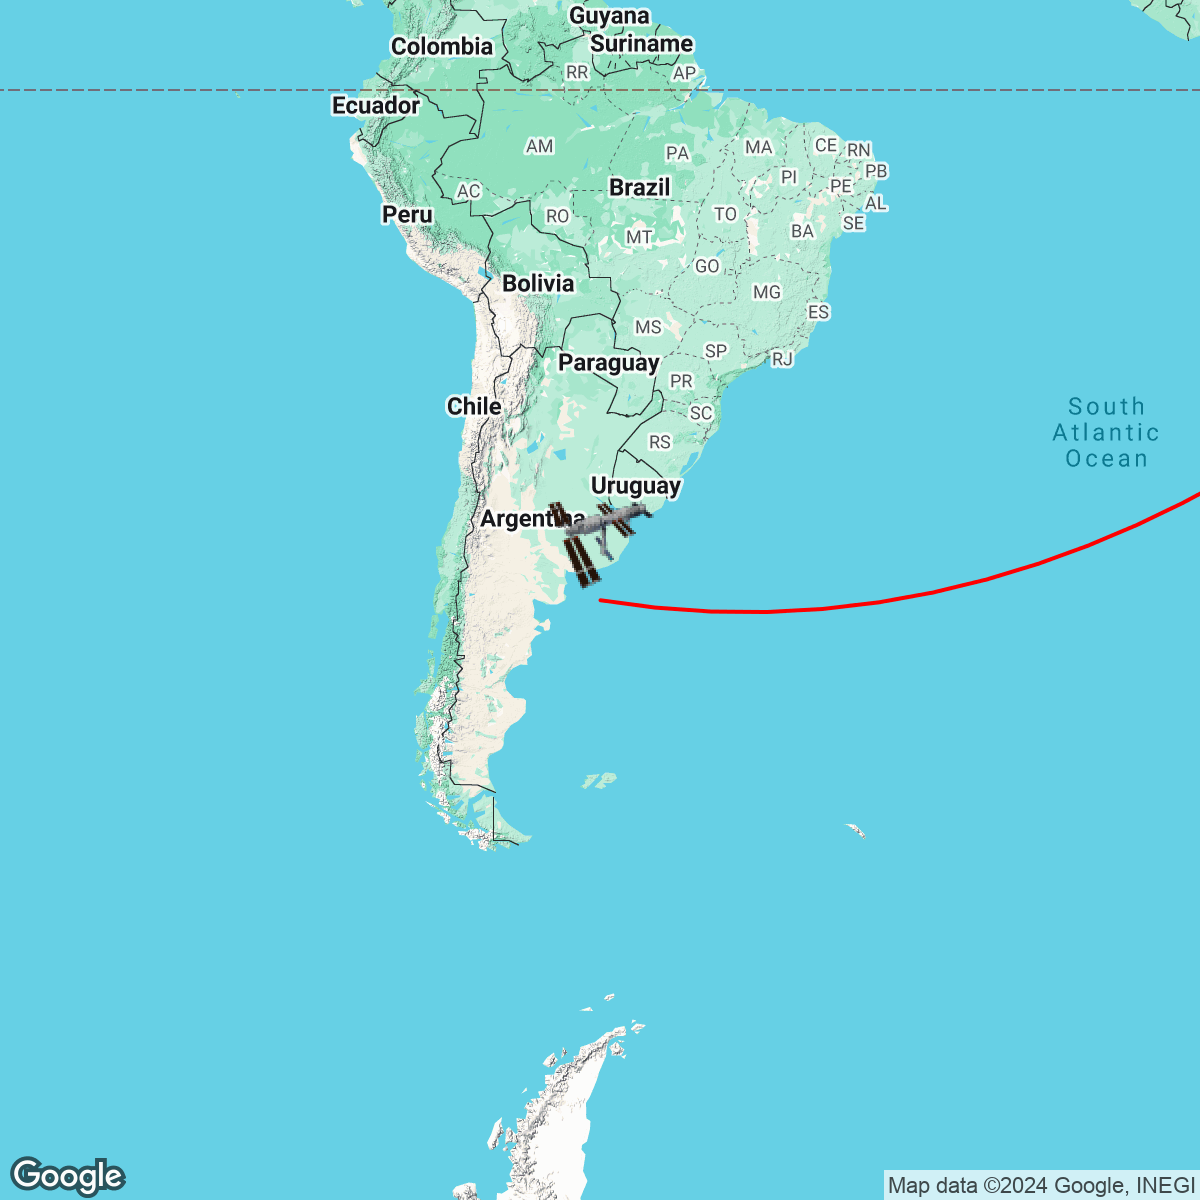 Guyana
Colombia
Suriname
RR
AP
Ecuador
AM
PA
MA
CE
RN
PI
PE
PB
AC
Brazil
AL
Peru
RO
TO
SE
MT
BA
GO
Bolivia
MG
ES
MS
SP
RJ
Paraguay
PR
Chile
SC
South
Atlantic
Ocean
RS
Uruguay
Argentina
Google
Map data ©2024 Google, INEGI